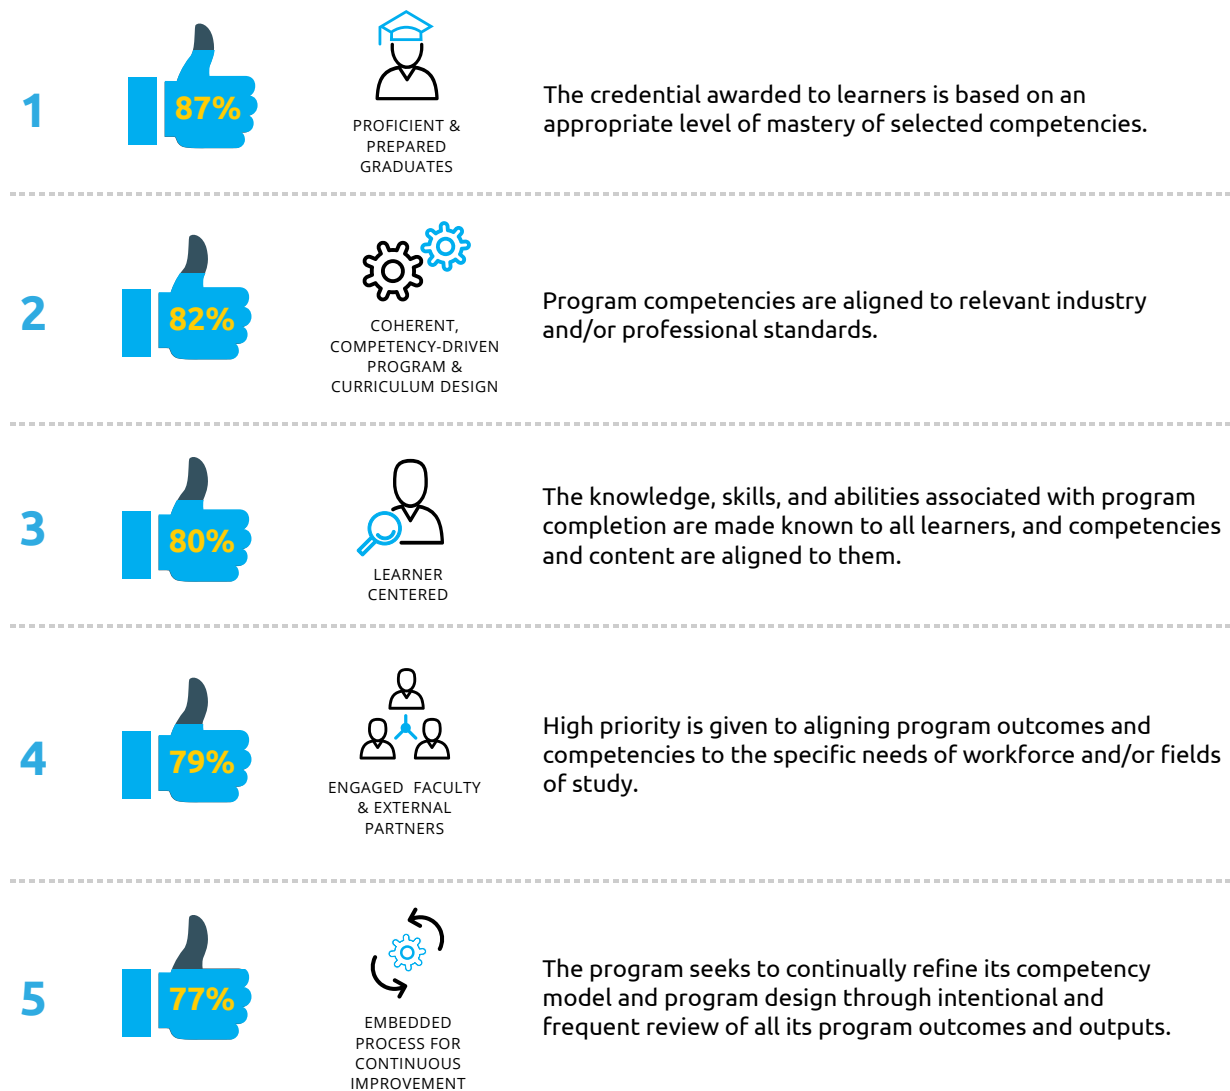 1
87%
PROFICIENT &
PREPARED
GRADUATES
The credential awarded to learners is based on an
appropriate level of mastery of selected competencies.
2
82%
COHERENT,
COMPETENCY-DRIVEN
PROGRAM &
CURRICULUM DESIGN
Program competencies are aligned to relevant industry
and/or professional standards.
3
80%
LEARNER
CENTERED
The knowledge, skills, and abilities associated with program
completion are made known to all learners, and competencies
and content are aligned to them.
4
79%
ENGAGED FACULTY
& EXTERNAL
PARTNERS
High priority is given to aligning program outcomes and
competencies to the specific needs of workforce and/or fields
of study.
5
77%
EMBEDDED
PROCESS FOR
CONTINUOUS
IMPROVEMENT
The program seeks to continually refine its competency
model and program design through intentional and
frequent review of all its program outcomes and outputs.